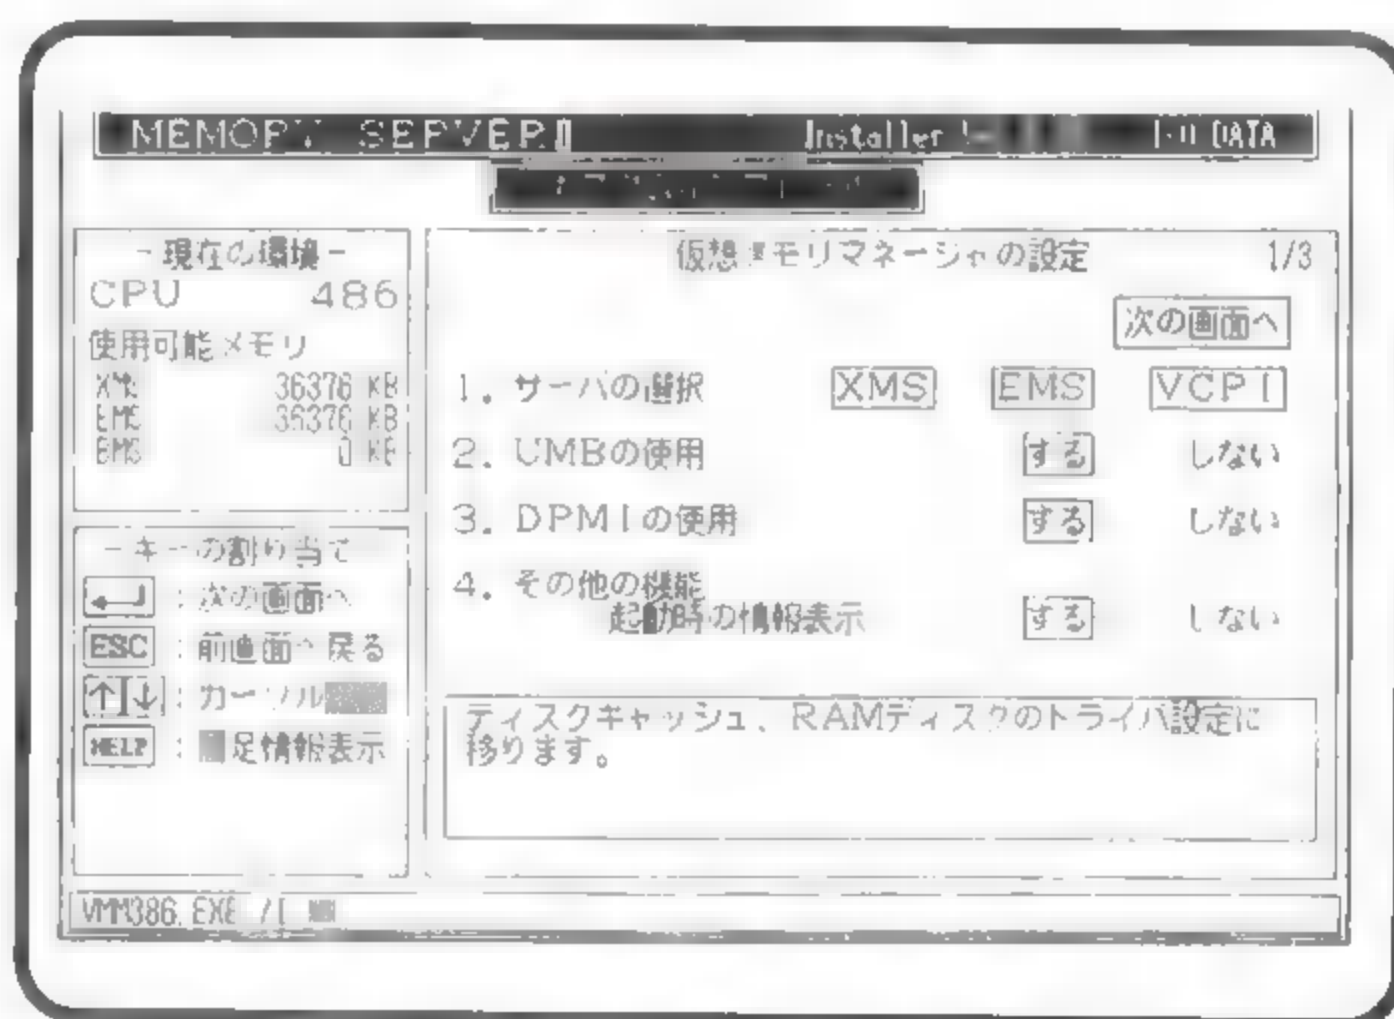 MEMORY SERVERⅡ Installer I-O DATA
-現在の環境-
CPU 486
使用可能メモリ
XMS 36376 KB
EMS 36376 KB
BMS 0 KB
-キーの割り当て
: 次の画面へ
ESC : 前画面へ戻る
↑↓ : カーソル
HELP : 足情報表示
仮想メモリマネージャの設定 1/3
次の画面へ
1. サーバの選択 XMS EMS VCPI
2. UMBの使用 する しない
3. DPMIの使用 する しない
4. その他の機能
起動時の情報表示 する しない
ディスクキャッシュ、RAMディスクのドライバ設定に
移ります。
VMM386.EXE